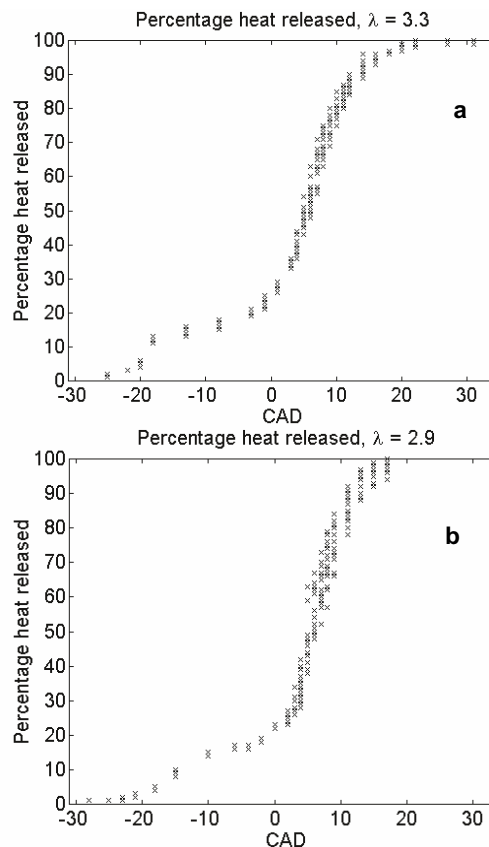 Percentage heat released, λ = 3.3
100
90
80
70
60
50
40
30
20
10
0
Percentage heat released
a
-30 -20 -10 0 10 20 30
CAD
Percentage heat released, λ = 2.9
100
90
80
70
60
50
40
30
20
10
0
Percentage heat released
b
-30 -20 -10 0 10 20 30
CAD